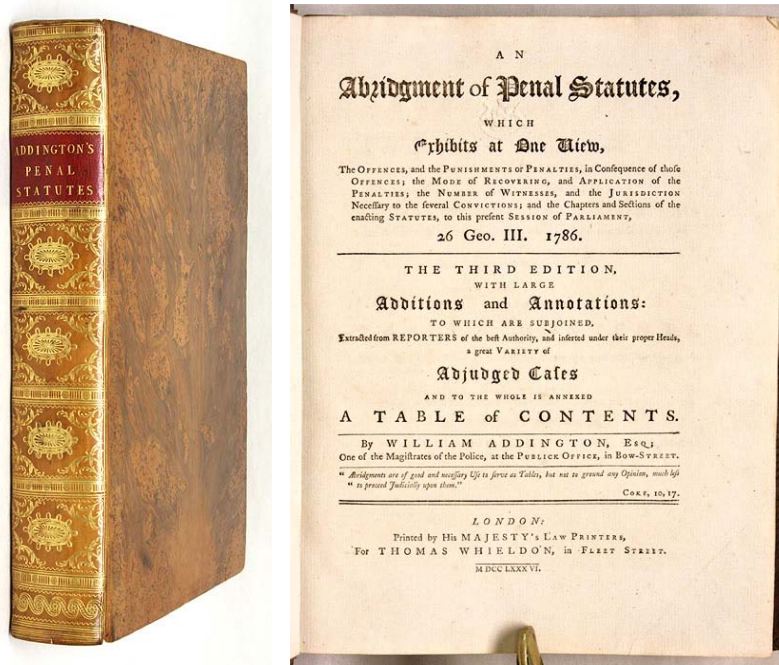 ADDINGTON'S
PENAL
STATUTES
AN
Abridgment of Penal Statutes,
WHICH
Exhibits at One View,
The OFFENCES, and the PUNISHMENTS or PENALTIES, in Consequence of those
OFFENCES; the MODE of RECOVERING, and APPLICATION of the
PENALTIES; the NUMBER of WITNESSES, and the JURISDICTION
Necessary to the several CONVICTIONS; and the Chapters and Sections of the
enacting STATUTES, to this present SESSION of PARLIAMENT,
26 Geo. III. 1786.
THE THIRD EDITION,
WITH LARGE
Additions and Annotations:
TO WHICH ARE SUBJOINED,
Extracted from REPORTERS of the best Authority, and inserted under their proper Heads,
a great VARIETY of
Adjudged Cases
AND TO THE WHOLE IS ANNEXED
A TABLE of CONTENTS.
By WILLIAM ADDINGTON, ESQ;
One of the Magistrates of the Police, at the PUBLICK OFFICE, in BOW-STREET.
" Abridgments are of good and necessary Use to serve as Tables, but not to ground any Opinion, much less
" to proceed Judicially upon them."
COKE, 10, 17.
LONDON:
Printed by His MAJESTY's LAW PRINTERS,
For THOMAS WHIELDON, in FLEET STREET.
M DCC LXXX VI.